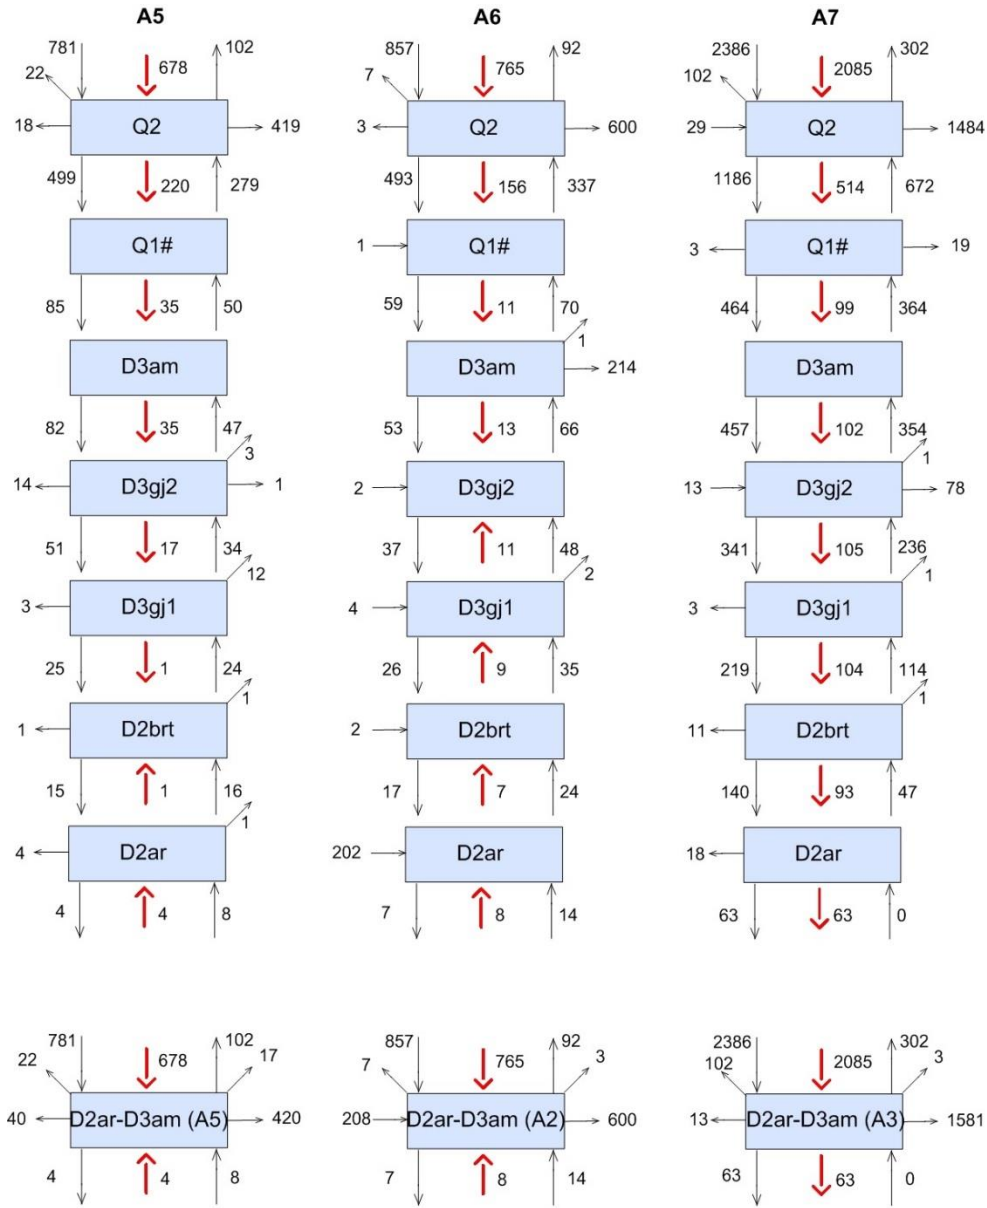 A5 A6 A7
781 102 857 92 2386 302
22 678 7 765 102 2085
18 Q2 419 3 Q2 600 29 Q2 1484
499 220 279 493 156 337 1186 514 672
Q1# 1 Q1# 3 Q1# 19
85 35 50 59 11 70 464 99 364
1
D3am D3am 214 D3am
82 35 47 53 13 66 457 102 354
3 1
14 D3gj2 1 2 D3gj2 13 D3gj2 78
51 17 34 37 11 48 341 105 236
12 2 1
3 D3gj1 4 D3gj1 3 D3gj1
25 1 24 26 9 35 219 104 114
1 1
1 D2brt 2 D2brt 11 D2brt
15 1 16 17 7 24 140 93 47
1
4 D2ar 202 D2ar 18 D2ar
4 4 8 7 8 14 63 63 0
781 102 857 92 2386 302
22 678 17 7 765 3 102 2085 3
40 D2ar-D3am (A5) 420 208 D2ar-D3am (A2) 600 13 D2ar-D3am (A3) 1581
4 4 8 7 8 14 63 63 0